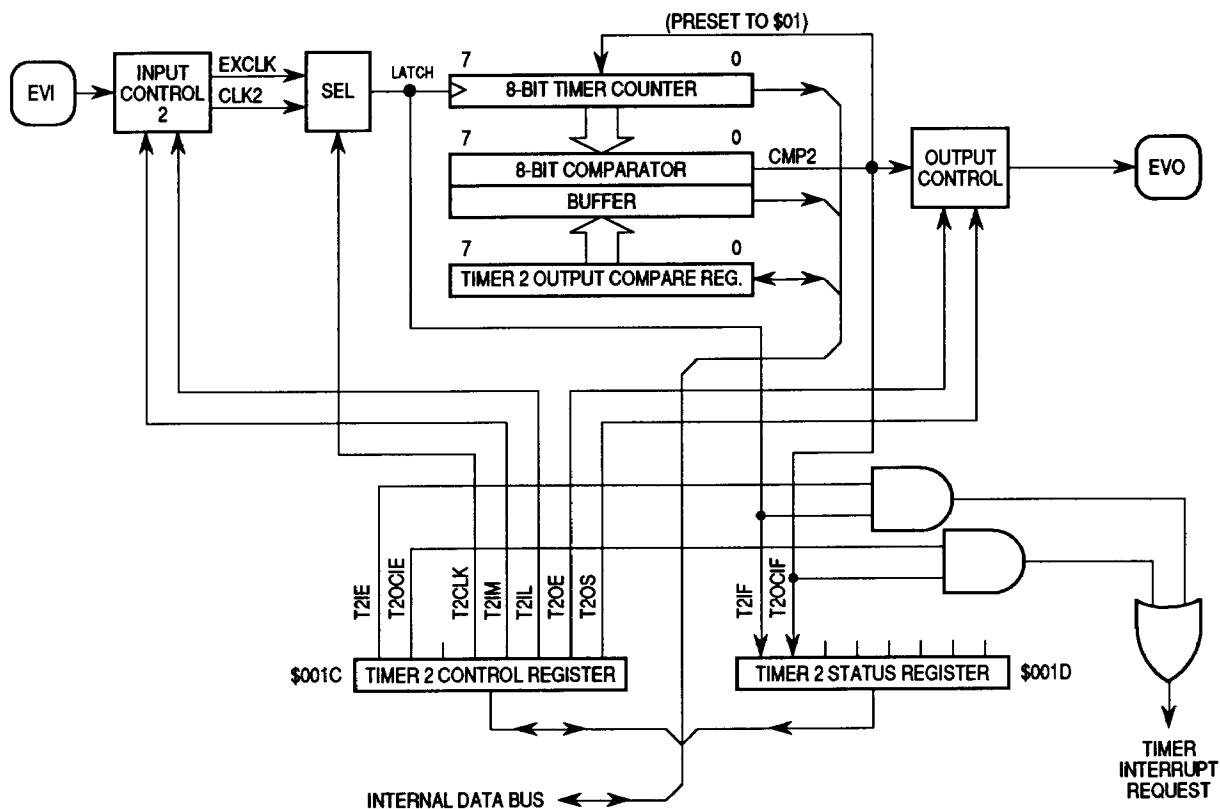 (PRESET TO $01)
EVI
INPUT
CONTROL
2
EXCLK
CLK2
SEL
LATCH
7
0
8-BIT TIMER COUNTER
7
0
8-BIT COMPARATOR
BUFFER
CMP2
OUTPUT
CONTROL
EVO
7
0
TIMER 2 OUTPUT COMPARE REG.
T2IE
T2OCIE
T2CLK
T2IM
T2IL
T2OE
T2OS
T2IF
T2OCIF
$001C
TIMER 2 CONTROL REGISTER
TIMER 2 STATUS REGISTER
$001D
TIMER
INTERRUPT
REQUEST
INTERNAL DATA BUS